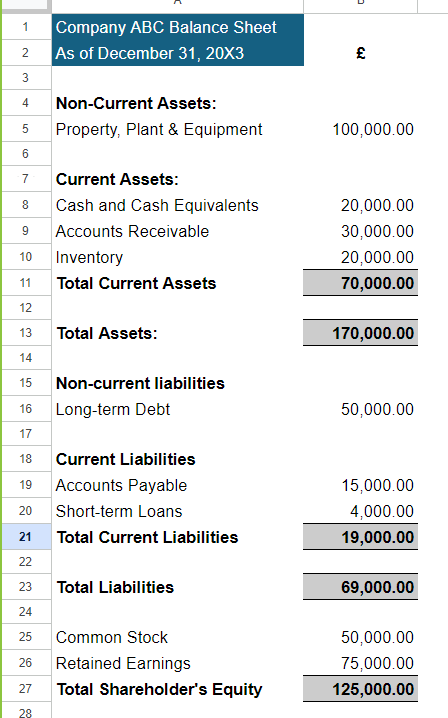 1 Company ABC Balance Sheet
2 As of December 31, 20X3 £
3
4 Non-Current Assets:
5 Property, Plant & Equipment 100,000.00
6
7 Current Assets:
8 Cash and Cash Equivalents 20,000.00
9 Accounts Receivable 30,000.00
10 Inventory 20,000.00
11 Total Current Assets 70,000.00
12
13 Total Assets: 170,000.00
14
15 Non-current liabilities
16 Long-term Debt 50,000.00
17
18 Current Liabilities
19 Accounts Payable 15,000.00
20 Short-term Loans 4,000.00
21 Total Current Liabilities 19,000.00
22
23 Total Liabilities 69,000.00
24
25 Common Stock 50,000.00
26 Retained Earnings 75,000.00
27 Total Shareholder's Equity 125,000.00
28